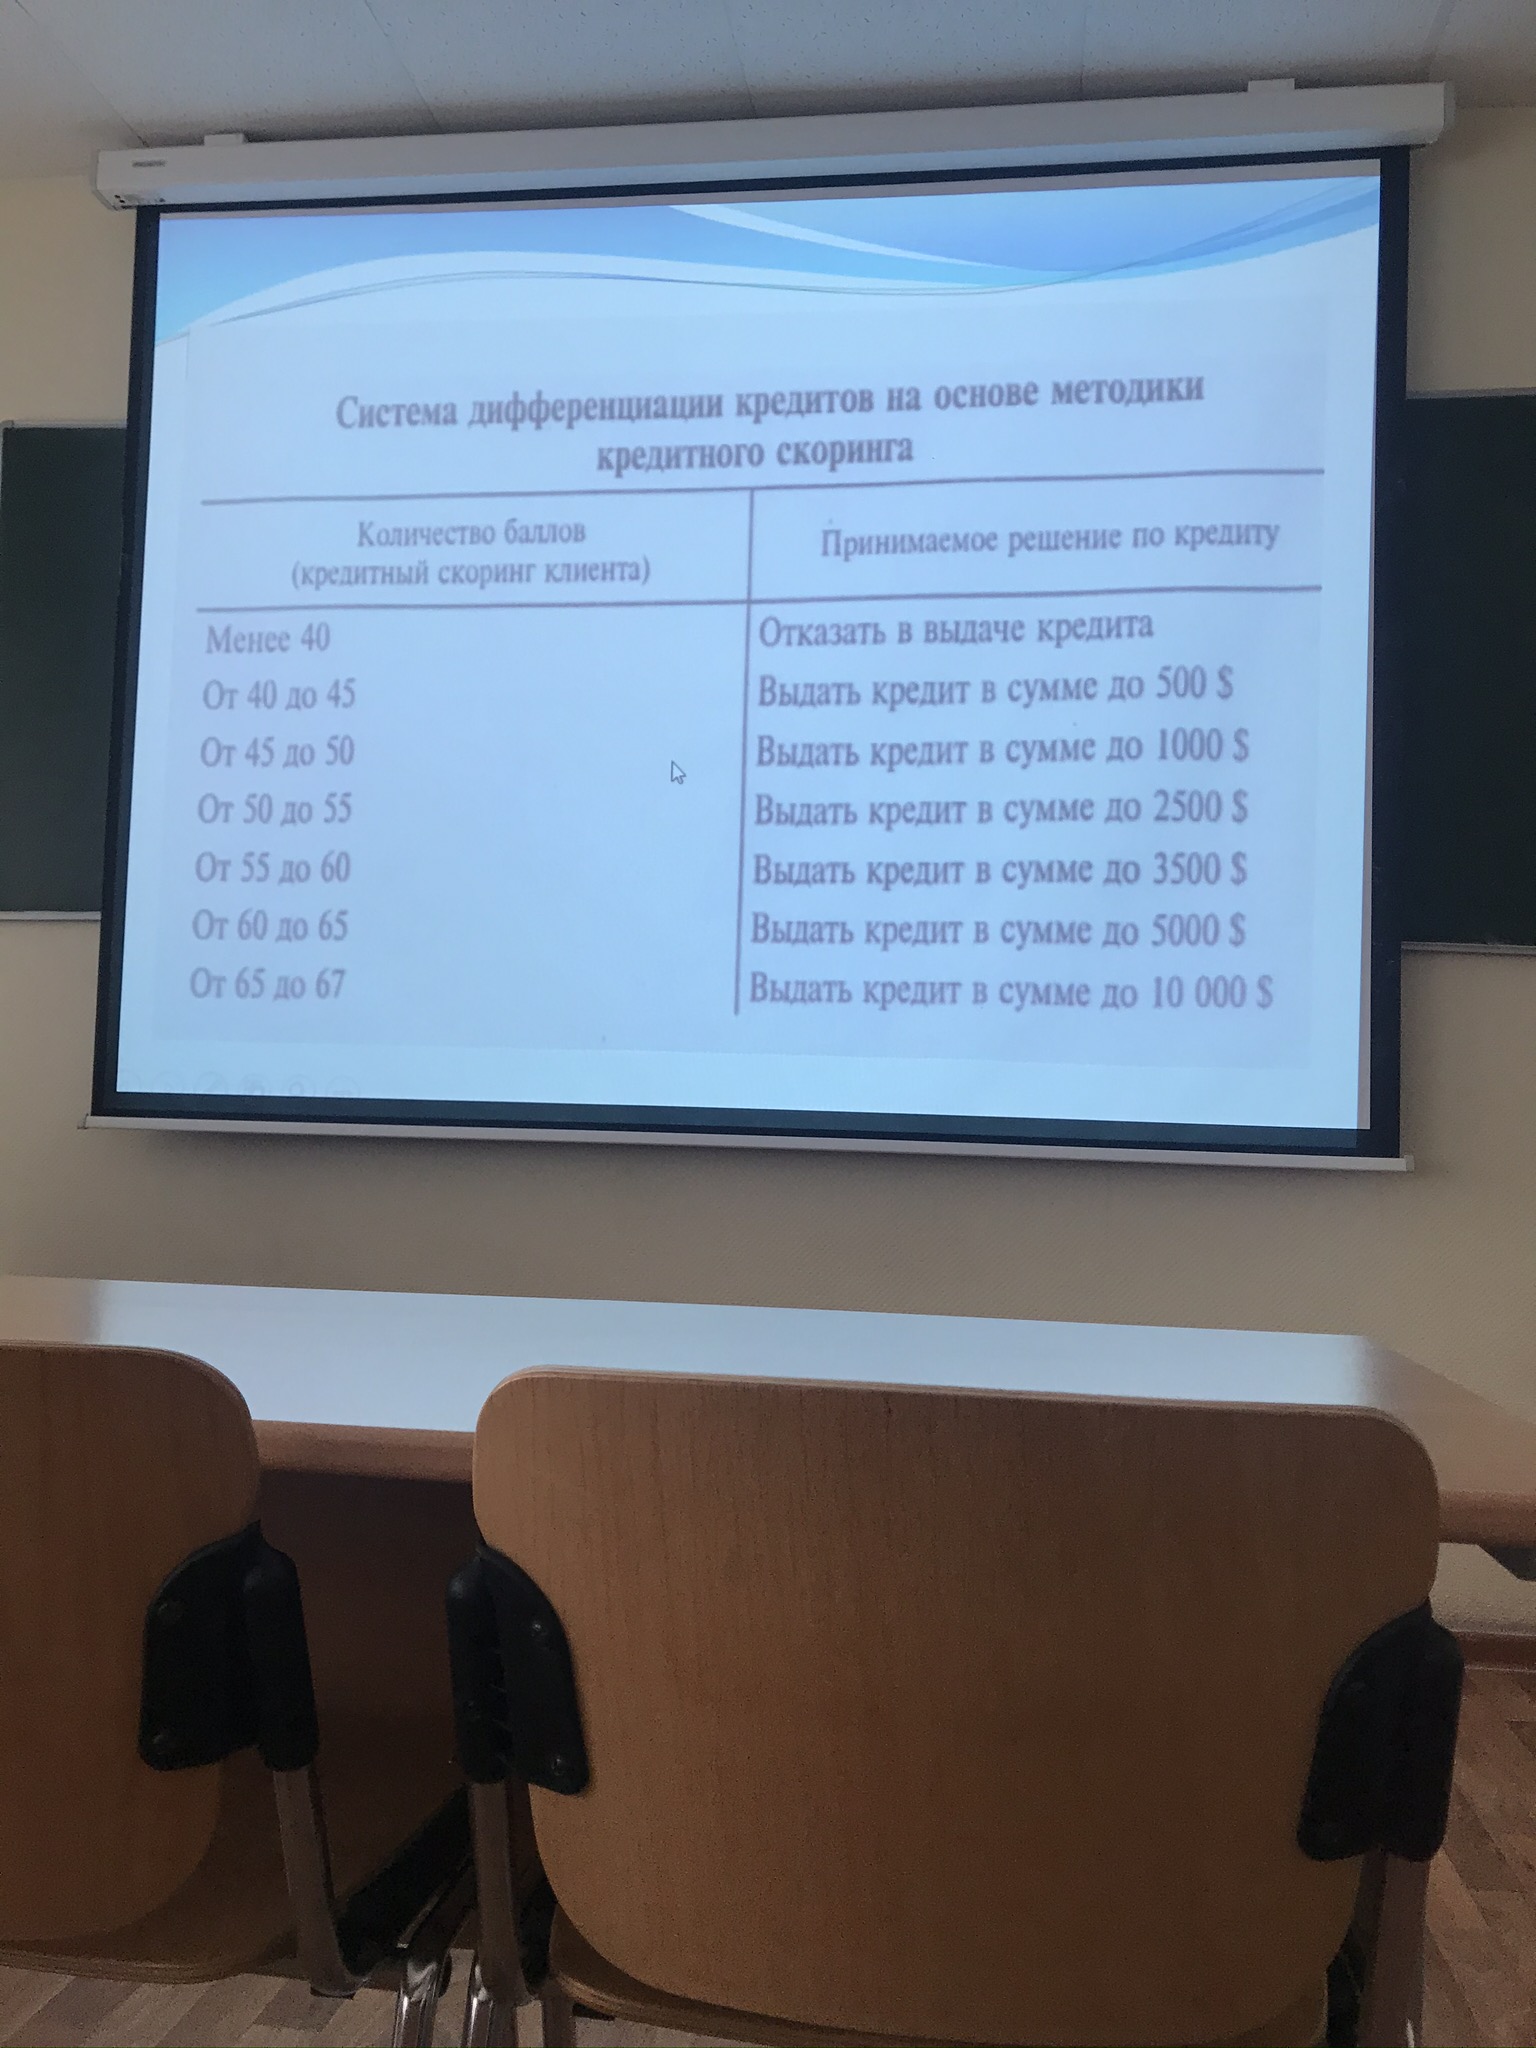 Система дифференциации кредитов на основе методики
кредитного скоринга
Количество баллов
(кредитный скоринг клиента)
Принимаемое решение по кредиту
Менее 40
Отказать в выдаче кредита
От 40 до 45
Выдать кредит в сумме до 500 $
От 45 до 50
Выдать кредит в сумме до 1000 $
От 50 до 55
Выдать кредит в сумме до 2500 $
От 55 до 60
Выдать кредит в сумме до 3500 $
От 60 до 65
Выдать кредит в сумме до 5000 $
От 65 до 67
Выдать кредит в сумме до 10 000 $